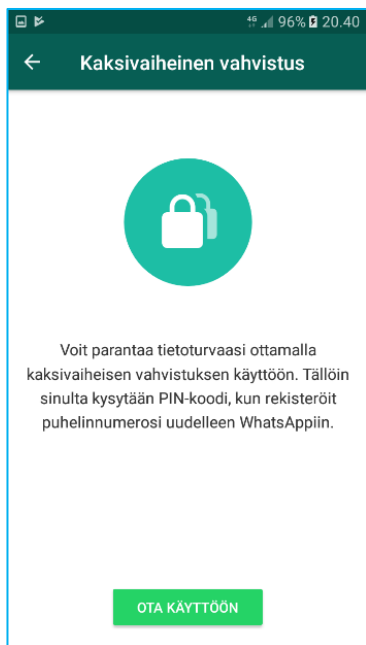 4G 96% 20.40
Kaksivaiheinen vahvistus
Voit parantaa tietoturvaasi ottamalla
kaksivaiheisen vahvistuksen käyttöön. Tällöin
sinulta kysytään PIN-koodi, kun rekisteröit
puhelinnumerosi uudelleen WhatsAppiin.
OTA KÄYTTÖÖN